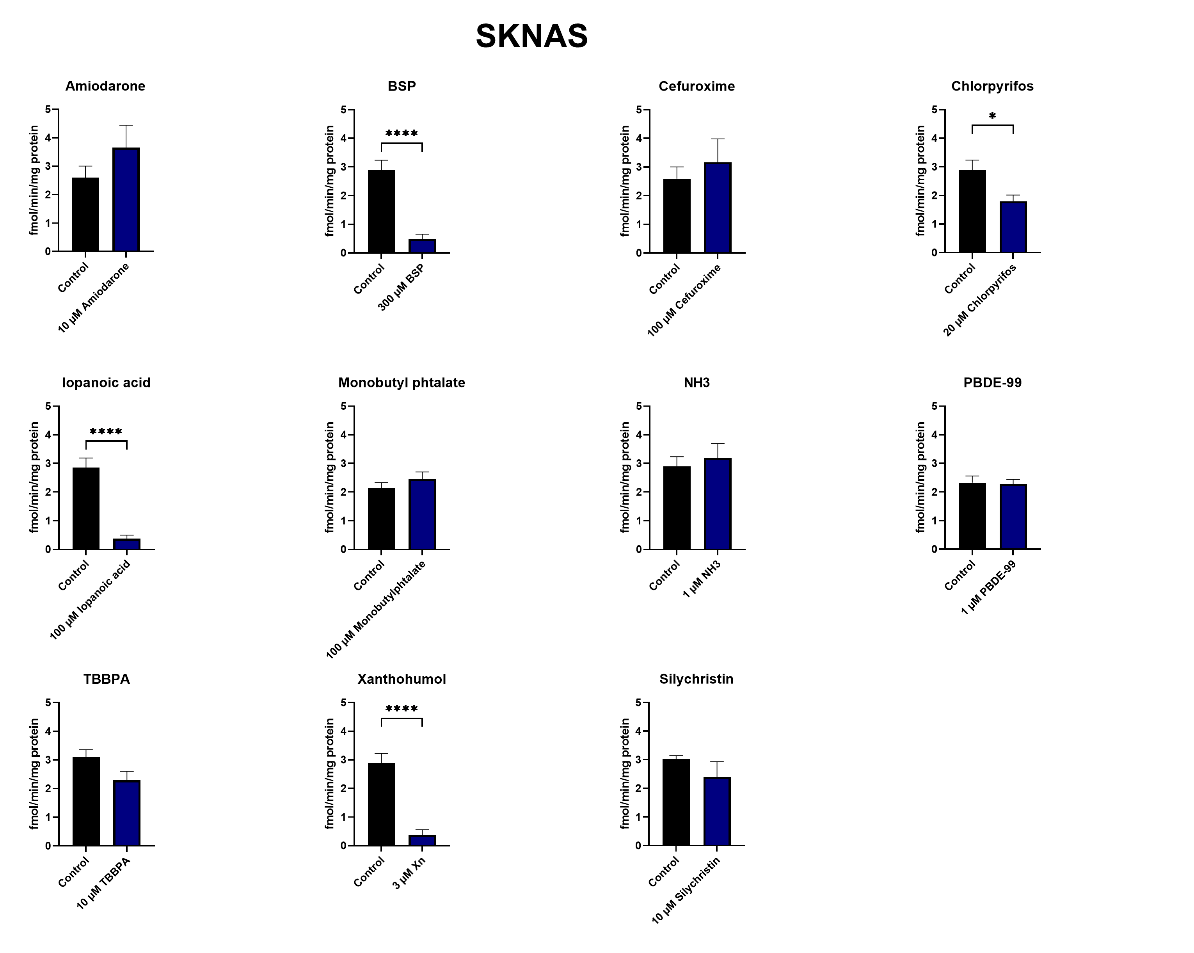 SKNAS
Amiodarone
fmol/min/mg protein
5
4
3
2
1
0
Control
10 µM Amiodarone
BSP
fmol/min/mg protein
5
4
3
2
1
0
****
Control
300 µM BSP
Cefuroxime
fmol/min/mg protein
5
4
3
2
1
0
Control
100 µM Cefuroxime
Chlorpyrifos
fmol/min/mg protein
5
4
3
2
1
0
*
Control
20 µM Chlorpyrifos
Iopanoic acid
fmol/min/mg protein
5
4
3
2
1
0
****
Control
100 µM Iopanoic acid
Monobutyl phtalate
fmol/min/mg protein
5
4
3
2
1
0
Control
100 µM Monobutylphtalate
NH3
fmol/min/mg protein
5
4
3
2
1
0
Control
1 µM NH3
PBDE-99
fmol/min/mg protein
5
4
3
2
1
0
Control
1 µM PBDE-99
TBBPA
fmol/min/mg protein
5
4
3
2
1
0
Control
10 µM TBBPA
Xanthohumol
fmol/min/mg protein
5
4
3
2
1
0
****
Control
3 µM Xn
Silychristin
fmol/min/mg protein
5
4
3
2
1
0
Control
10 µM Silychristin